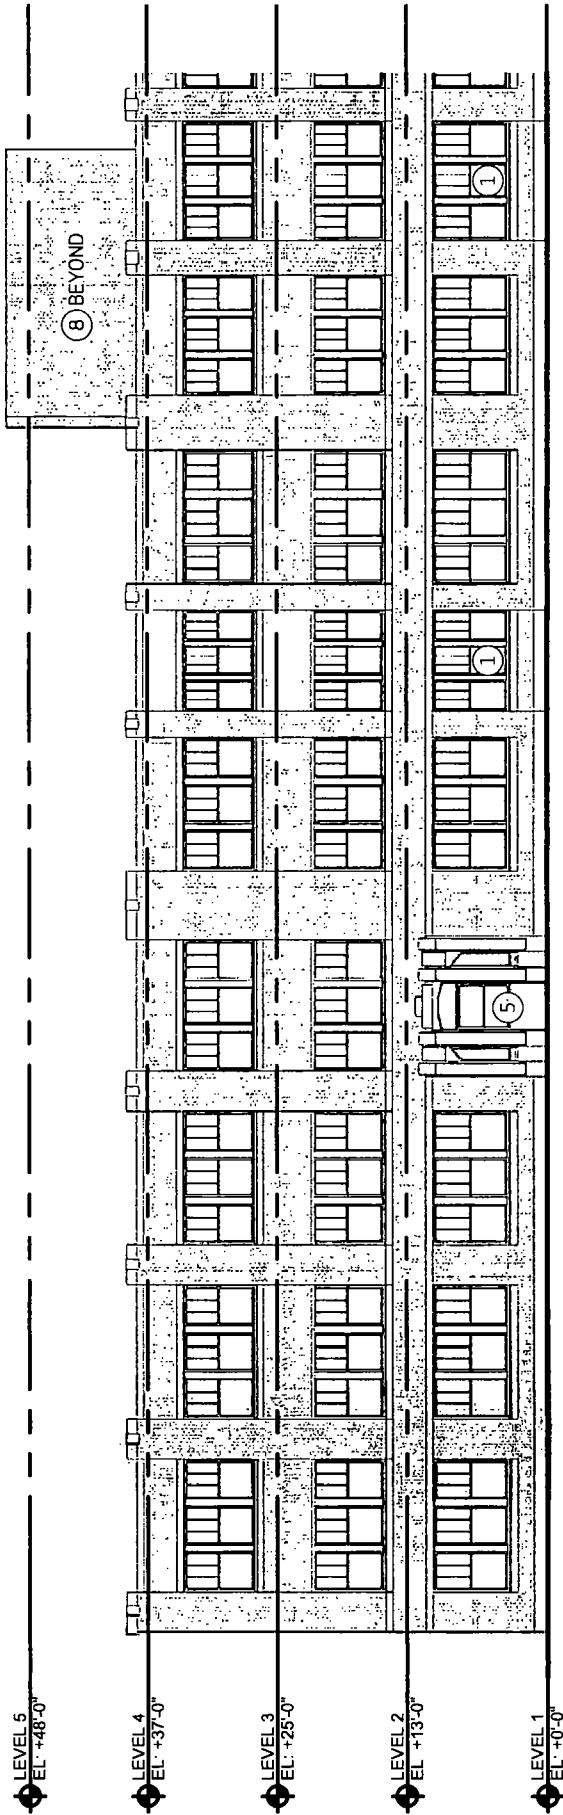 LEVEL 5
EL: +48'-0"
LEVEL 4
EL: +37'-0"
LEVEL 3
EL: +25'-0"
LEVEL 2
EL: +13'-0"
LEVEL 1
EL: +0'-0"
8 BEYOND
1
1
5